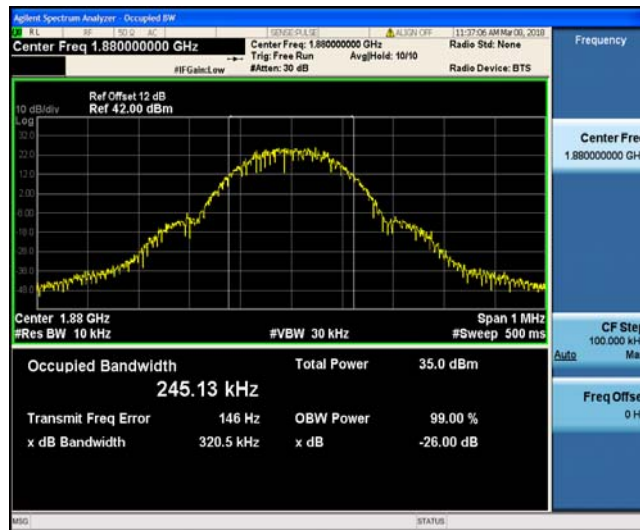 Agilent Spectrum Analyzer - Occupied BW
RL RF 50 Ω AC SENSE:PULSE ALIGN OFF 11:37:06 AM Mar 08, 2018
Center Freq 1.880000000 GHz
Center Freq: 1.880000000 GHz
Radio Std: None
Trig: Free Run Avg|Hold: 10/10
#IFGain:Low
#Atten: 30 dB
Radio Device: BTS
Ref Offset 12 dB
10 dB/div Ref 42.00 dBm
Log
32.0
22.0
12.0
2.00
-8.00
-18.0
-28.0
-38.0
-48.0
Center 1.88 GHz Span 1 MHz
#Res BW 10 kHz #VBW 30 kHz #Sweep 500 ms
Occupied Bandwidth Total Power 35.0 dBm
245.13 kHz
Transmit Freq Error 146 Hz OBW Power 99.00 %
x dB Bandwidth 320.5 kHz x dB -26.00 dB
Frequency
Center Fre
1.880000000 GH
CF Step
100.000 kH
Auto Ma
Freq Offse
0 H
MSG STATUS